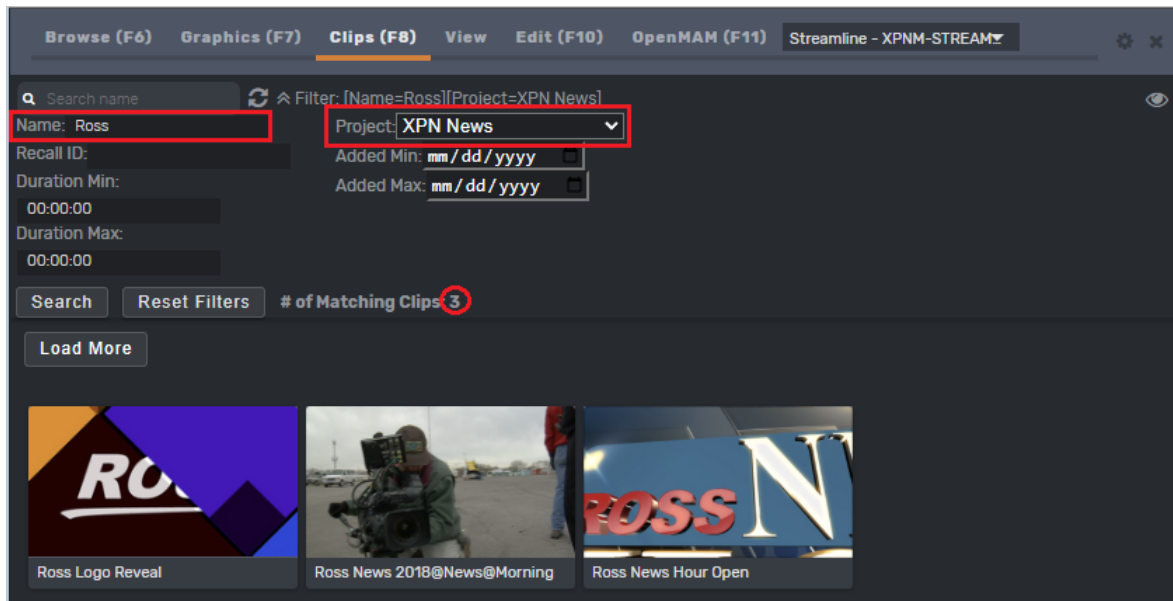 Browse (F6) Graphics (F7) Clips (F8) View Edit (F10) OpenMAM (F11) Streamline - XPNM-STREAM
Search name Filter: [Name=Ross][Project=XPN News]
Name: Ross Project: XPN News
Recall ID: Added Min: mm/dd/yyyy
Duration Min: Added Max: mm/dd/yyyy
00:00:00
Duration Max:
00:00:00
Search Reset Filters # of Matching Clips: 3
Load More
ROSS N
Ross Logo Reveal Ross News 2018@News@Morning Ross News Hour Open